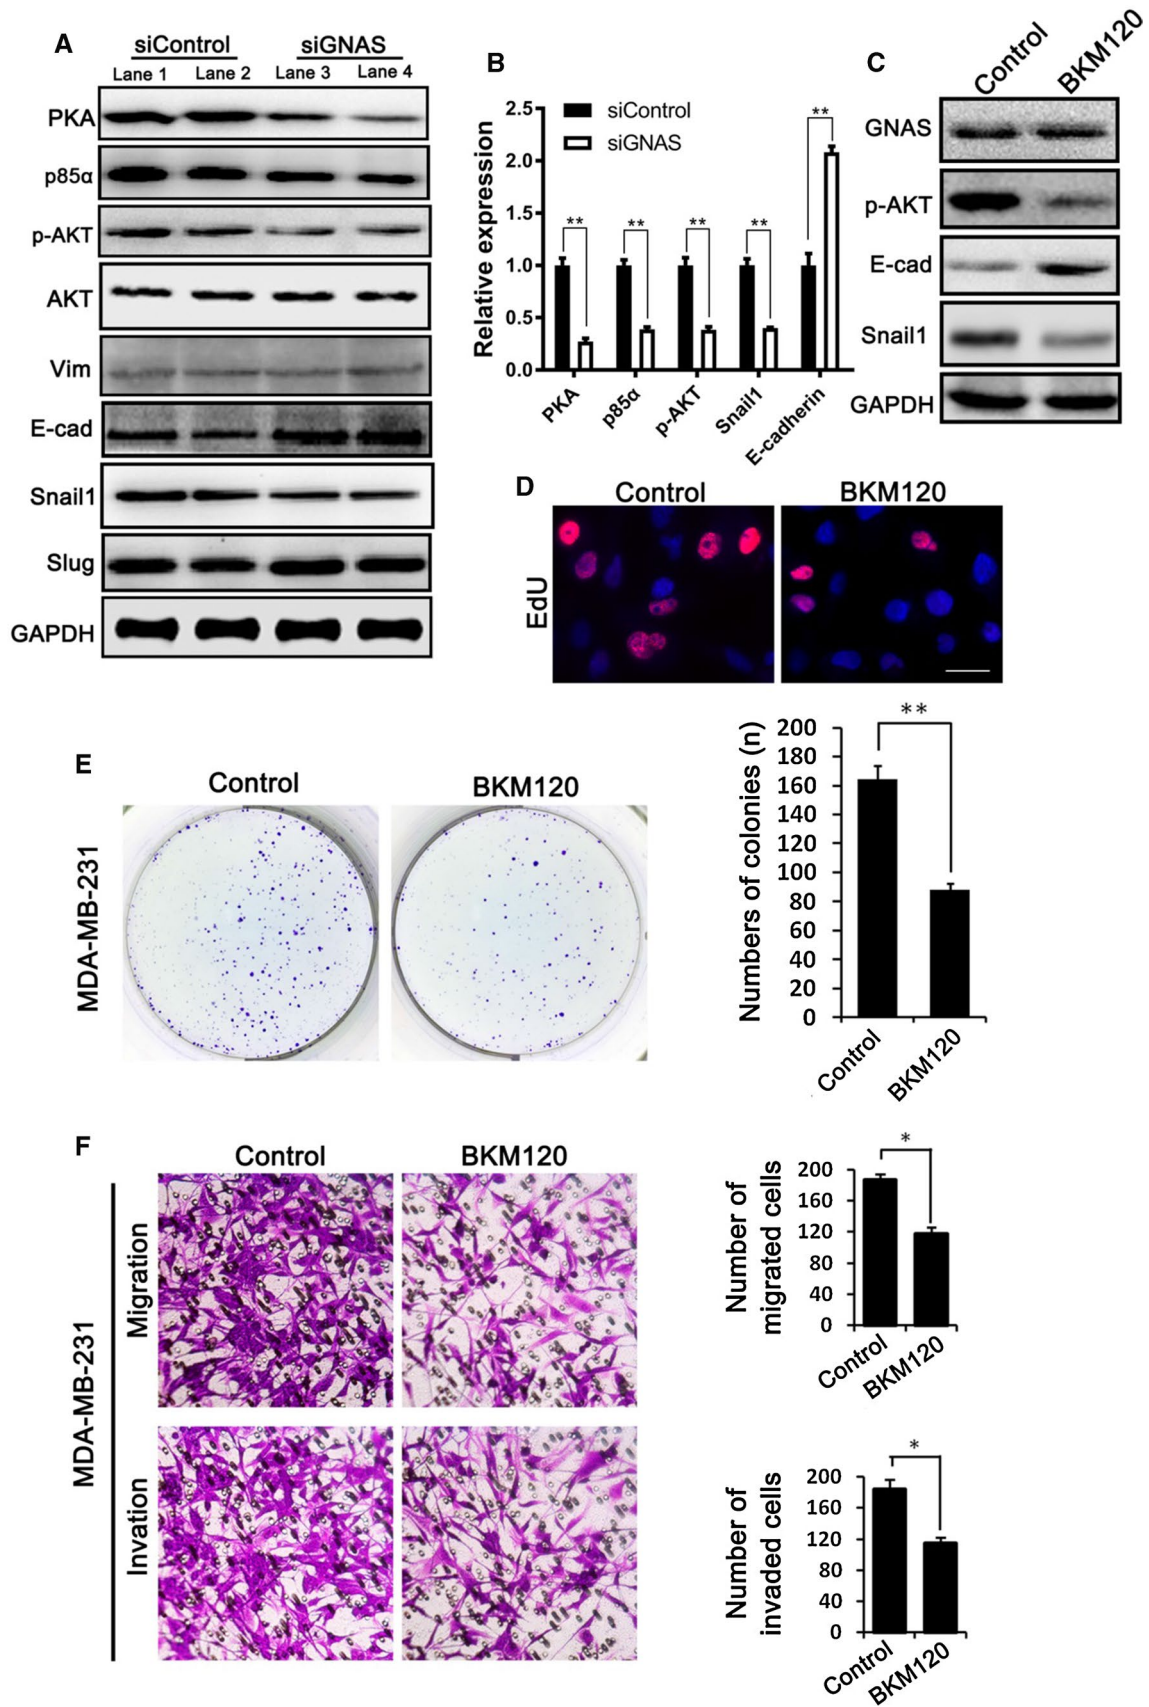 A
siControl siGNAS
Lane 1 Lane 2 Lane 3 Lane 4
PKA
p85α
p-AKT
AKT
Vim
E-cad
Snail1
Slug
GAPDH
B
2.5
2.0
1.5
1.0
0.5
0.0
Relative expression
siControl
siGNAS
**
** ** ** **
PKA p85α p-AKT Snail1 E-cadherin
C
Control BKM120
GNAS
p-AKT
E-cad
Snail1
GAPDH
D
Control BKM120
EdU
E
Control BKM120
MDA-MB-231
Numbers of colonies (n)
200
180
160
140
120
100
80
60
40
20
0
**
Control BKM120
F
Control BKM120
MDA-MB-231
Migration
Number of
migrated cells
200
160
120
80
40
0
*
Control BKM120
Invation
Number of
invaded cells
200
160
120
80
40
0
*
Control BKM120